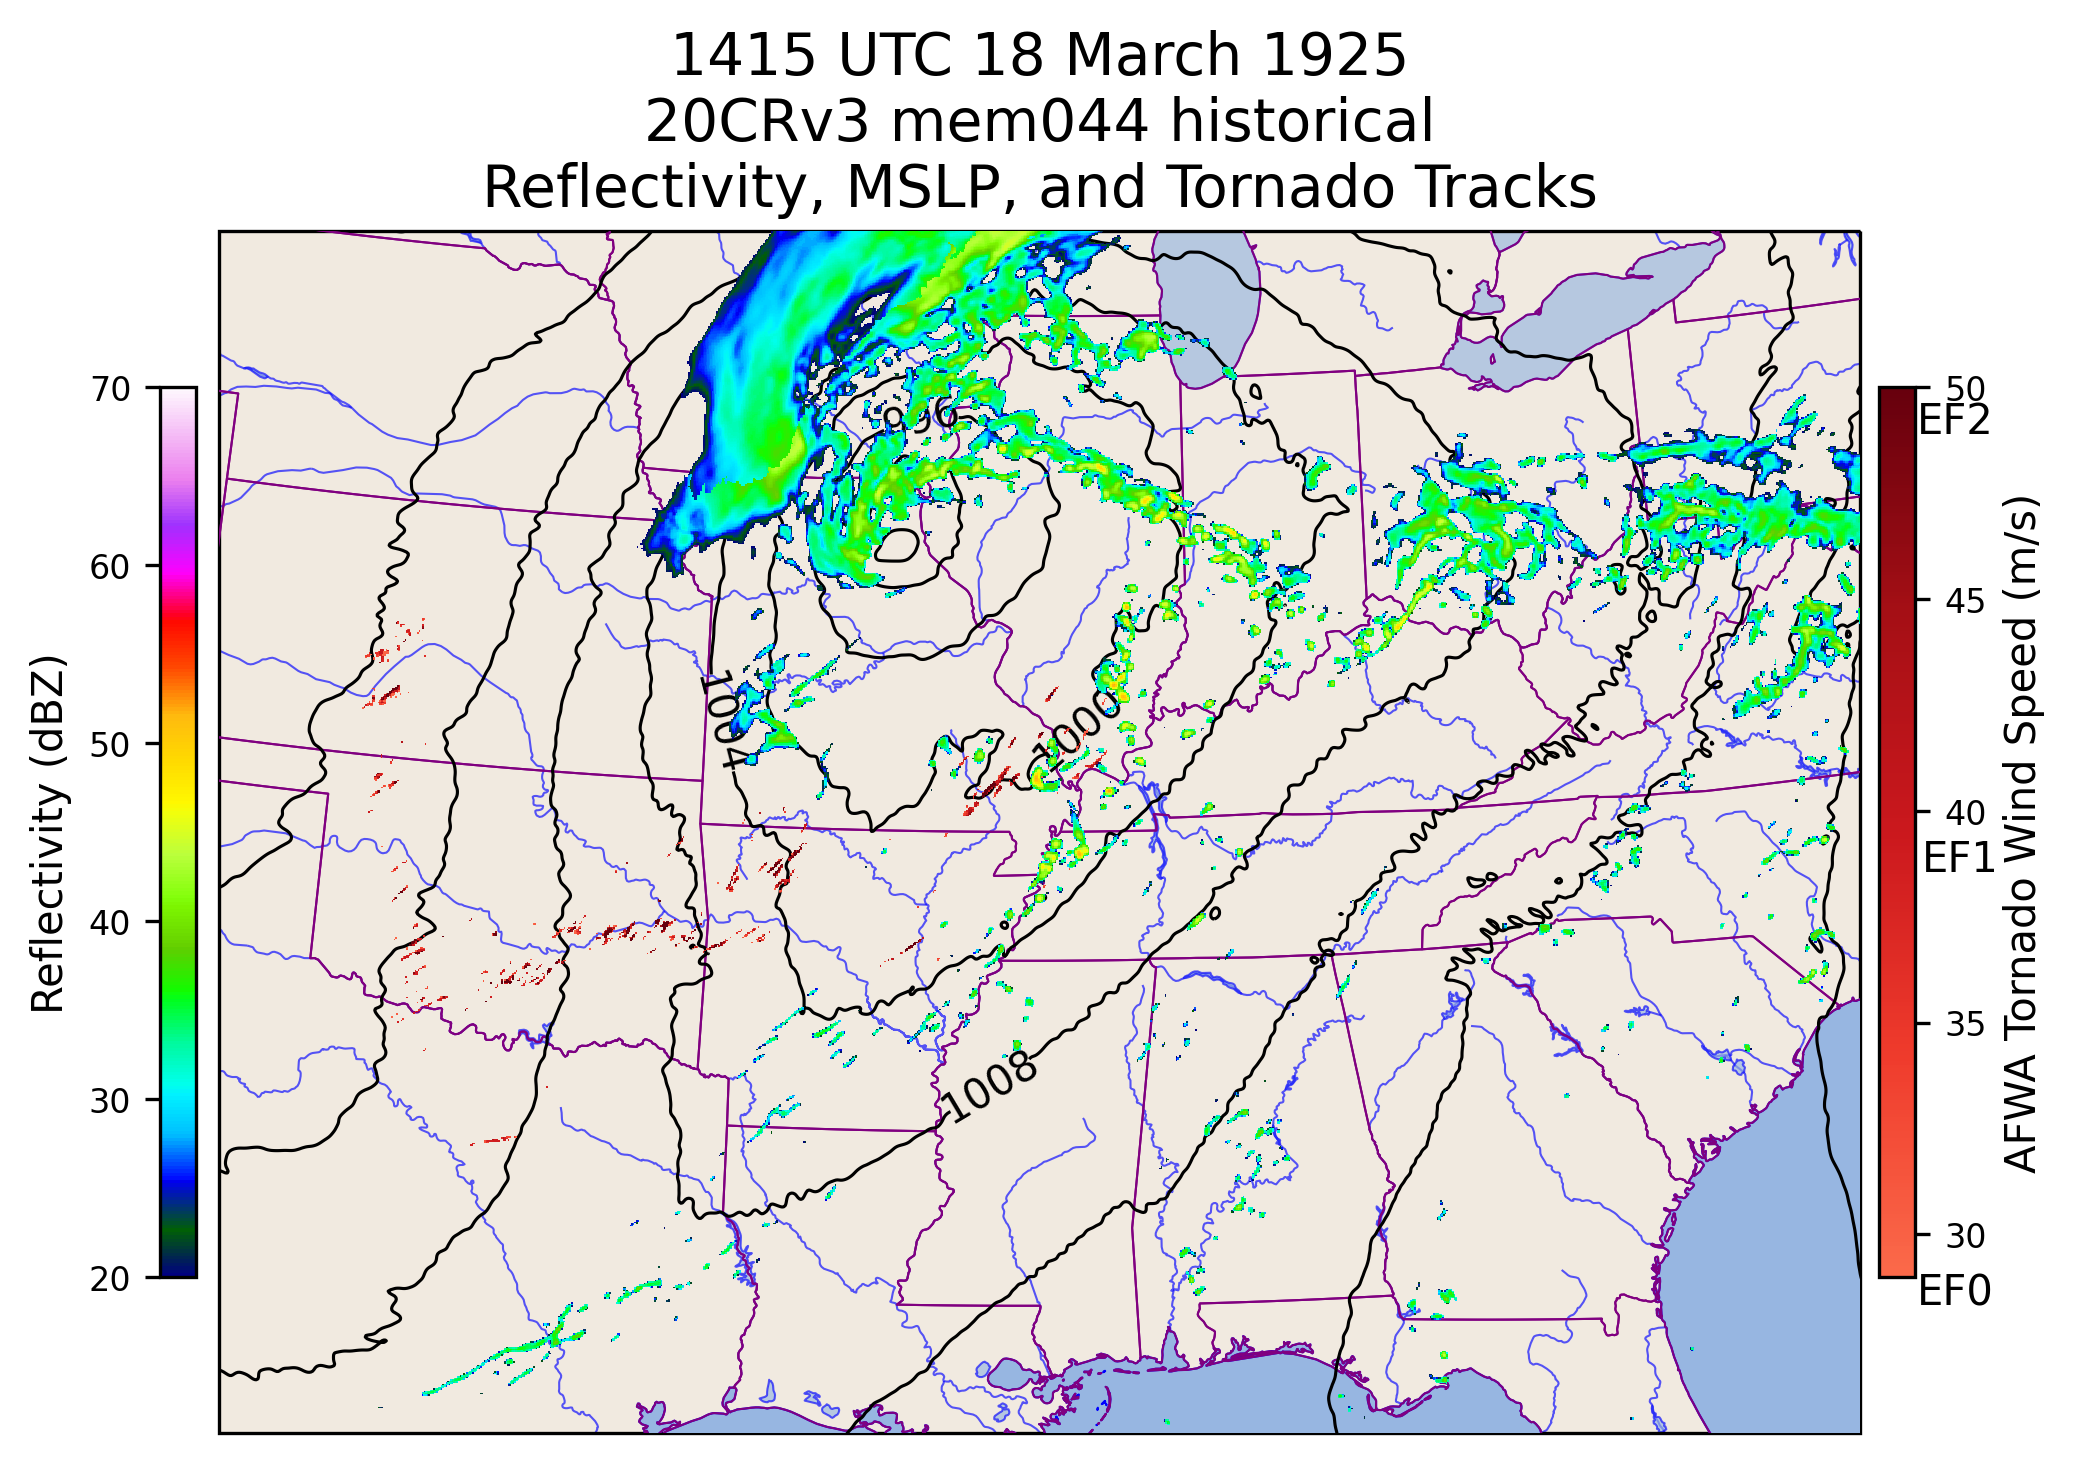 1415 UTC 18 March 1925
20CRv3 mem044 historical
Reflectivity, MSLP, and Tornado Tracks
70
60
50
40
30
20
Reflectivity (dBZ)
996
1004
1000
1008
50
EF2
45
40
EF1
35
30
EF0
AFWA Tornado Wind Speed (m/s)